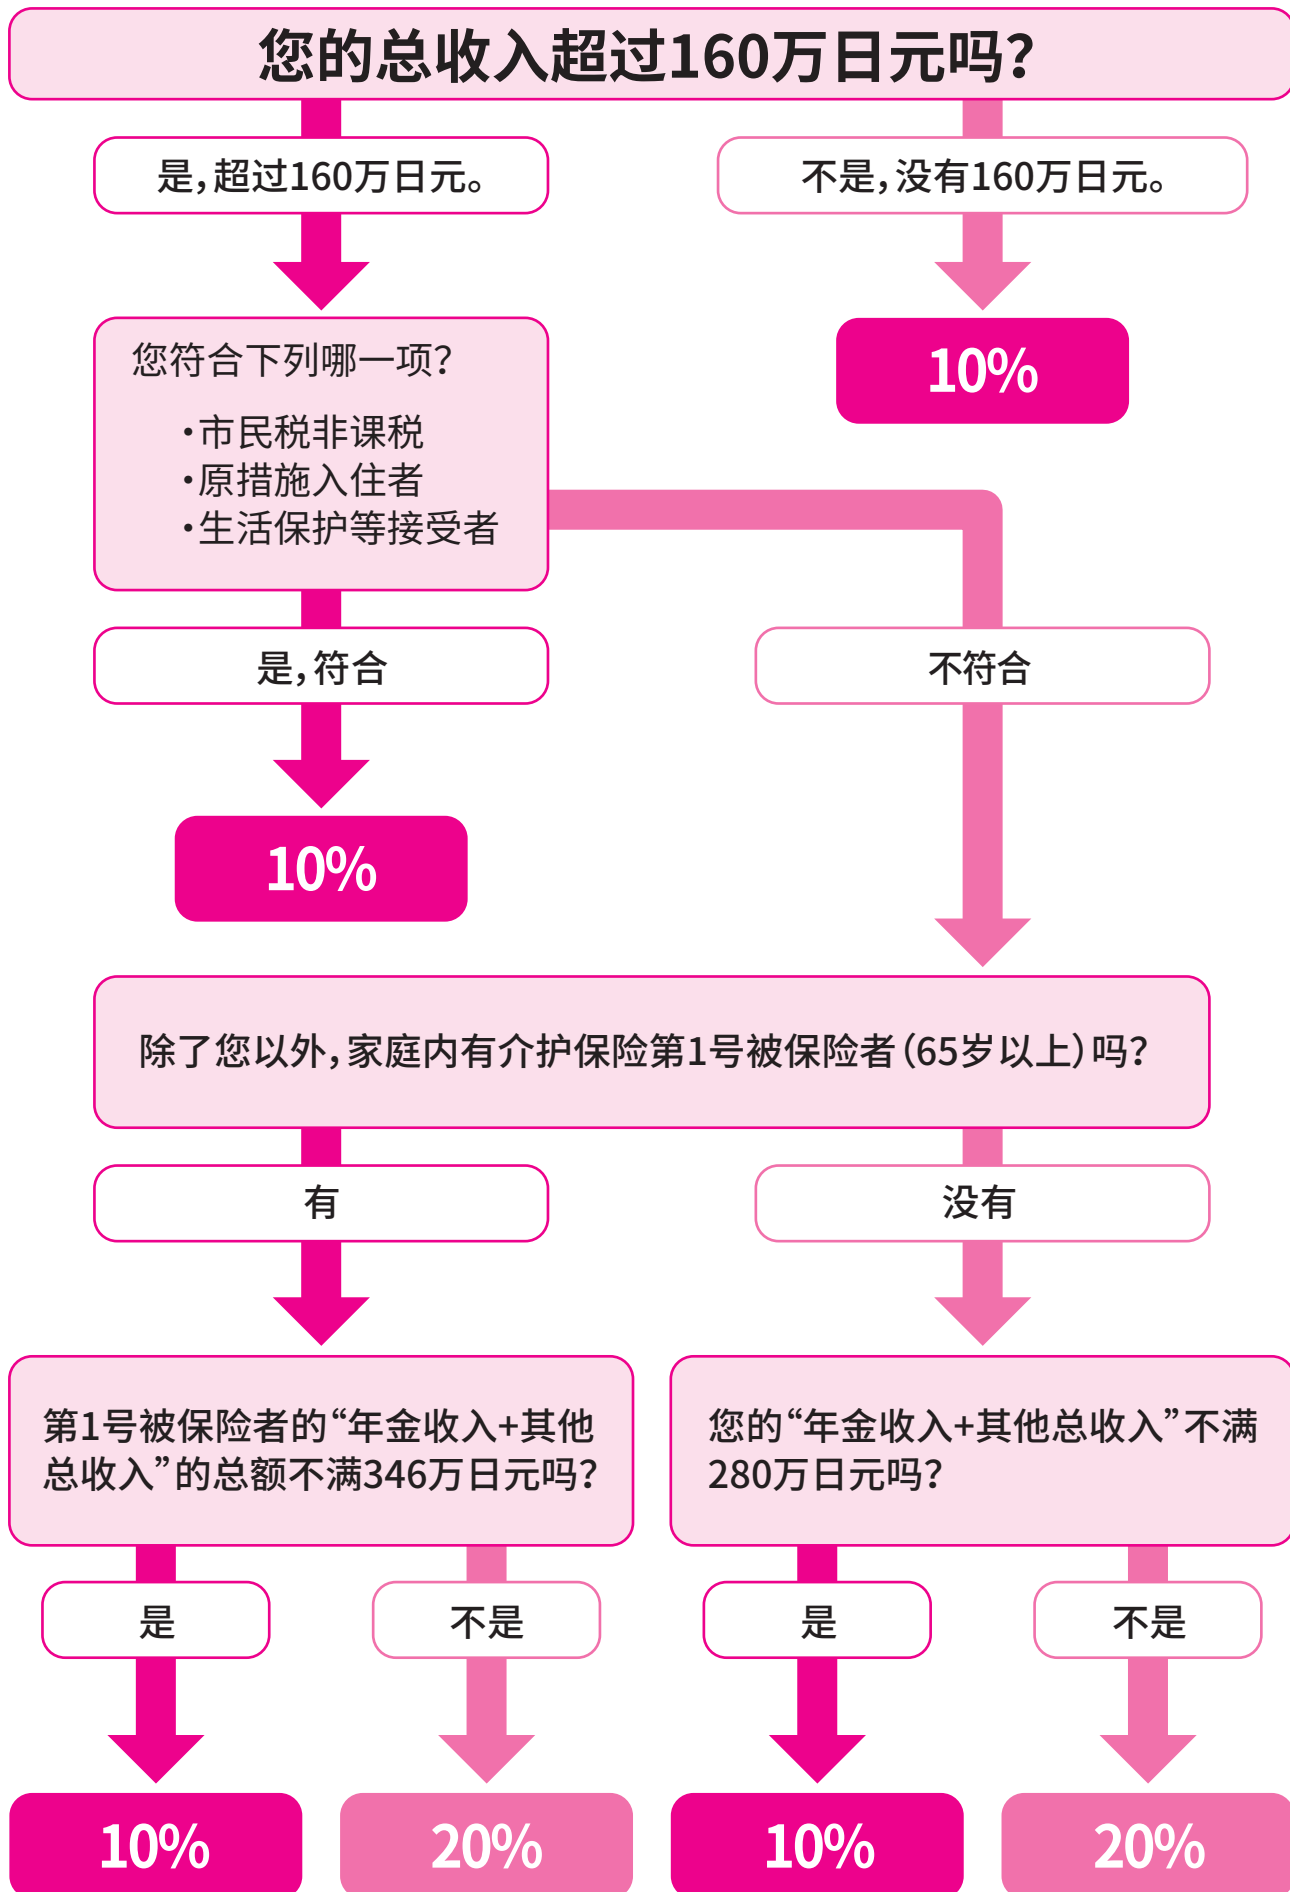 您的总收入超过160万日元吗？
是，超过160万日元。
不是，没有160万日元。
10%
您符合下列哪一项？
・市民税非课税
・原措施入住者
・生活保护等接受者
是，符合
不符合
10%
除了您以外，家庭内有介护保险第1号被保险者（65岁以上）吗？
有
没有
第1号被保险者的“年金收入+其他
总收入”的总额不满346万日元吗？
您的“年金收入+其他总收入”不满
280万日元吗？
是
不是
是
不是
10%
20%
10%
20%